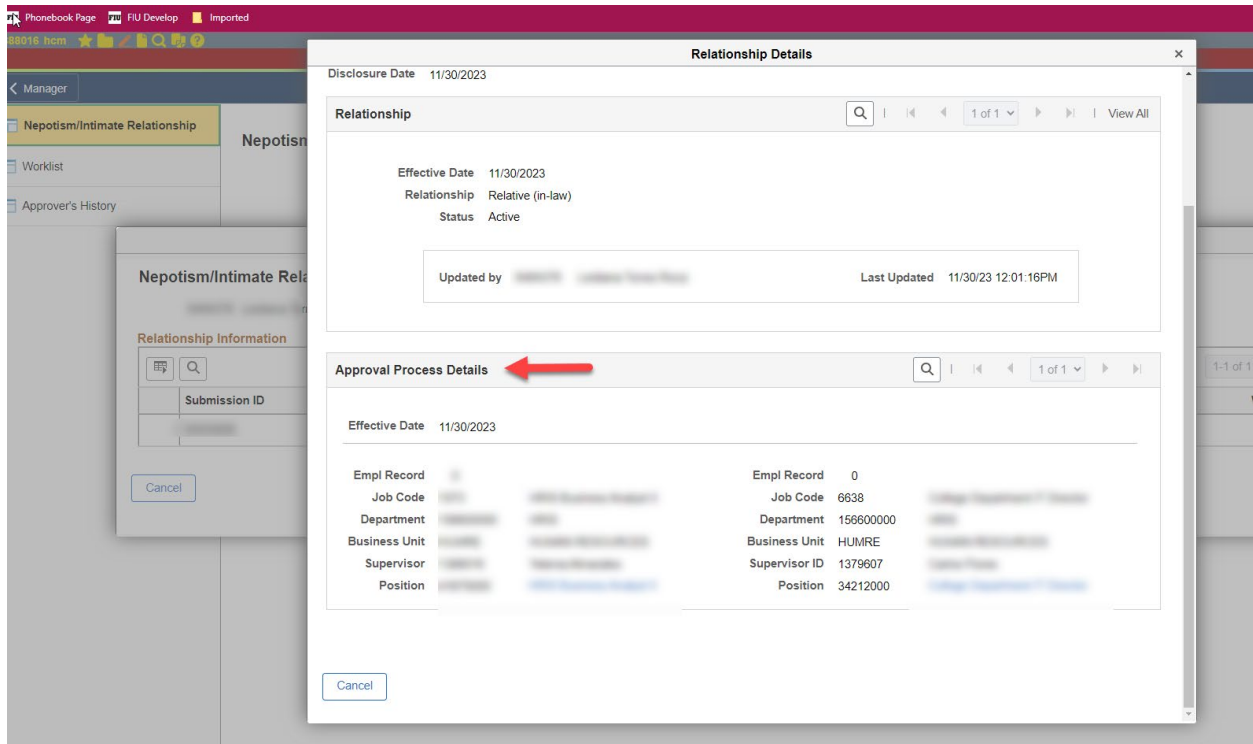 Phonebook Page FIU FIU Develop Imported
88016 hcm
Relationship Details
Manager
Disclosure Date 11/30/2023
Nepotism/Intimate Relationship
Nepotisn
Worklist
Approver's History
Relationship 1 of 1 View All
Effective Date 11/30/2023
Relationship Relative (in-law)
Status Active
Updated by Last Updated 11/30/23 12:01:16PM
Nepotism/Intimate Rela
Relationship Information
1-1 of 1
Submission ID
Cancel
Approval Process Details 1 of 1
Effective Date 11/30/2023
Empl Record Empl Record 0
Job Code Job Code 6638
Department Department 156600000
Business Unit Business Unit HUMRE
Supervisor Supervisor ID 1379607
Position Position 34212000
Cancel